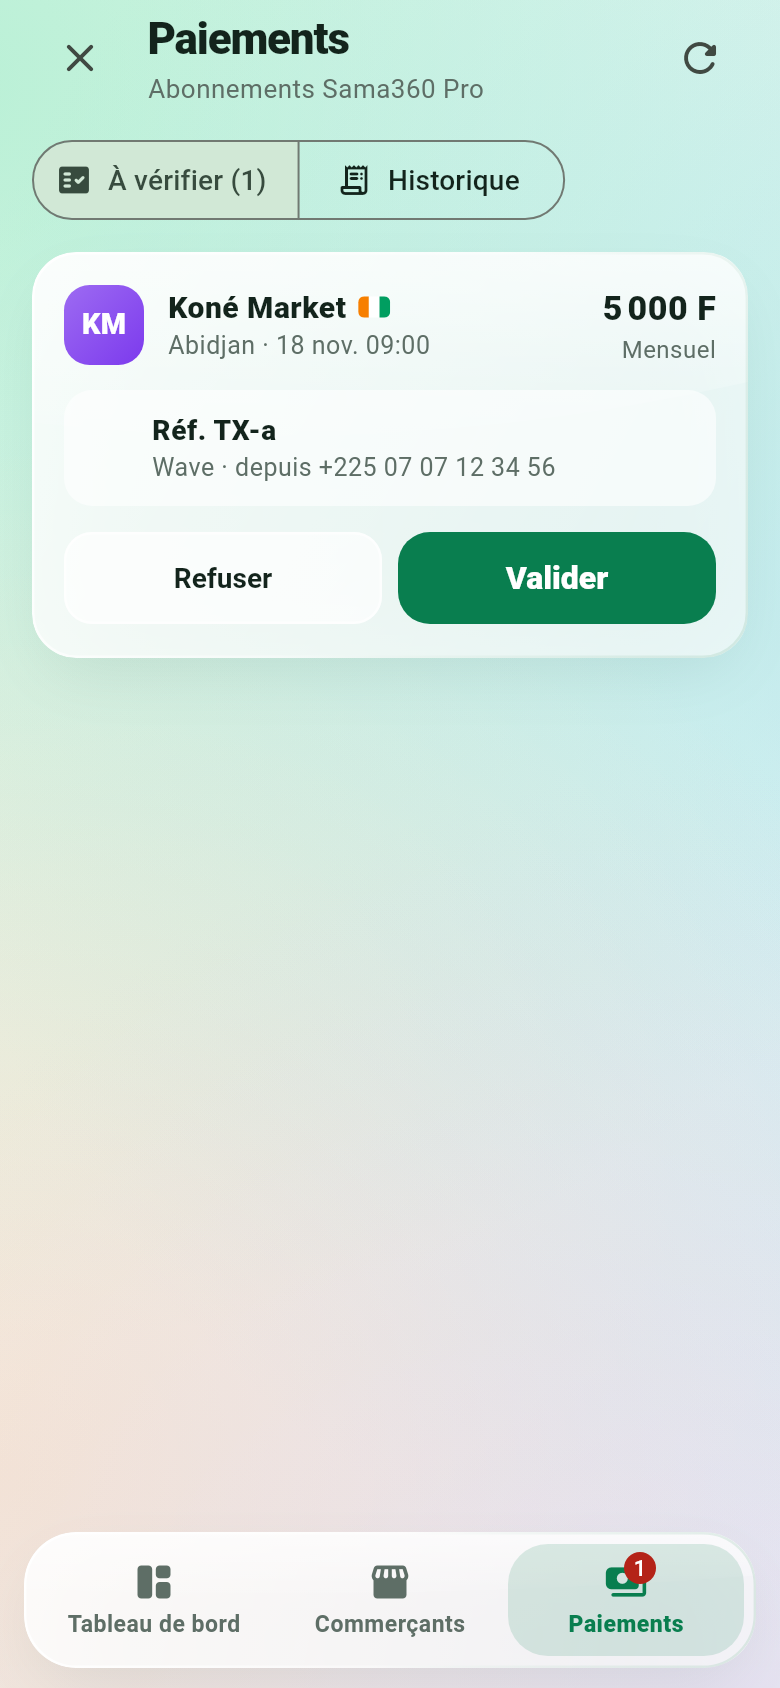 Paiements
Abonnements Sama360 Pro
À vérifier (1)
Historique
KM
Koné Market
5 000 F
Abidjan · 18 nov. 09:00
Mensuel
Réf. TX-a
Wave · depuis +225 07 07 12 34 56
Refuser
Valider
1
Tableau de bord
Commerçants
Paiements